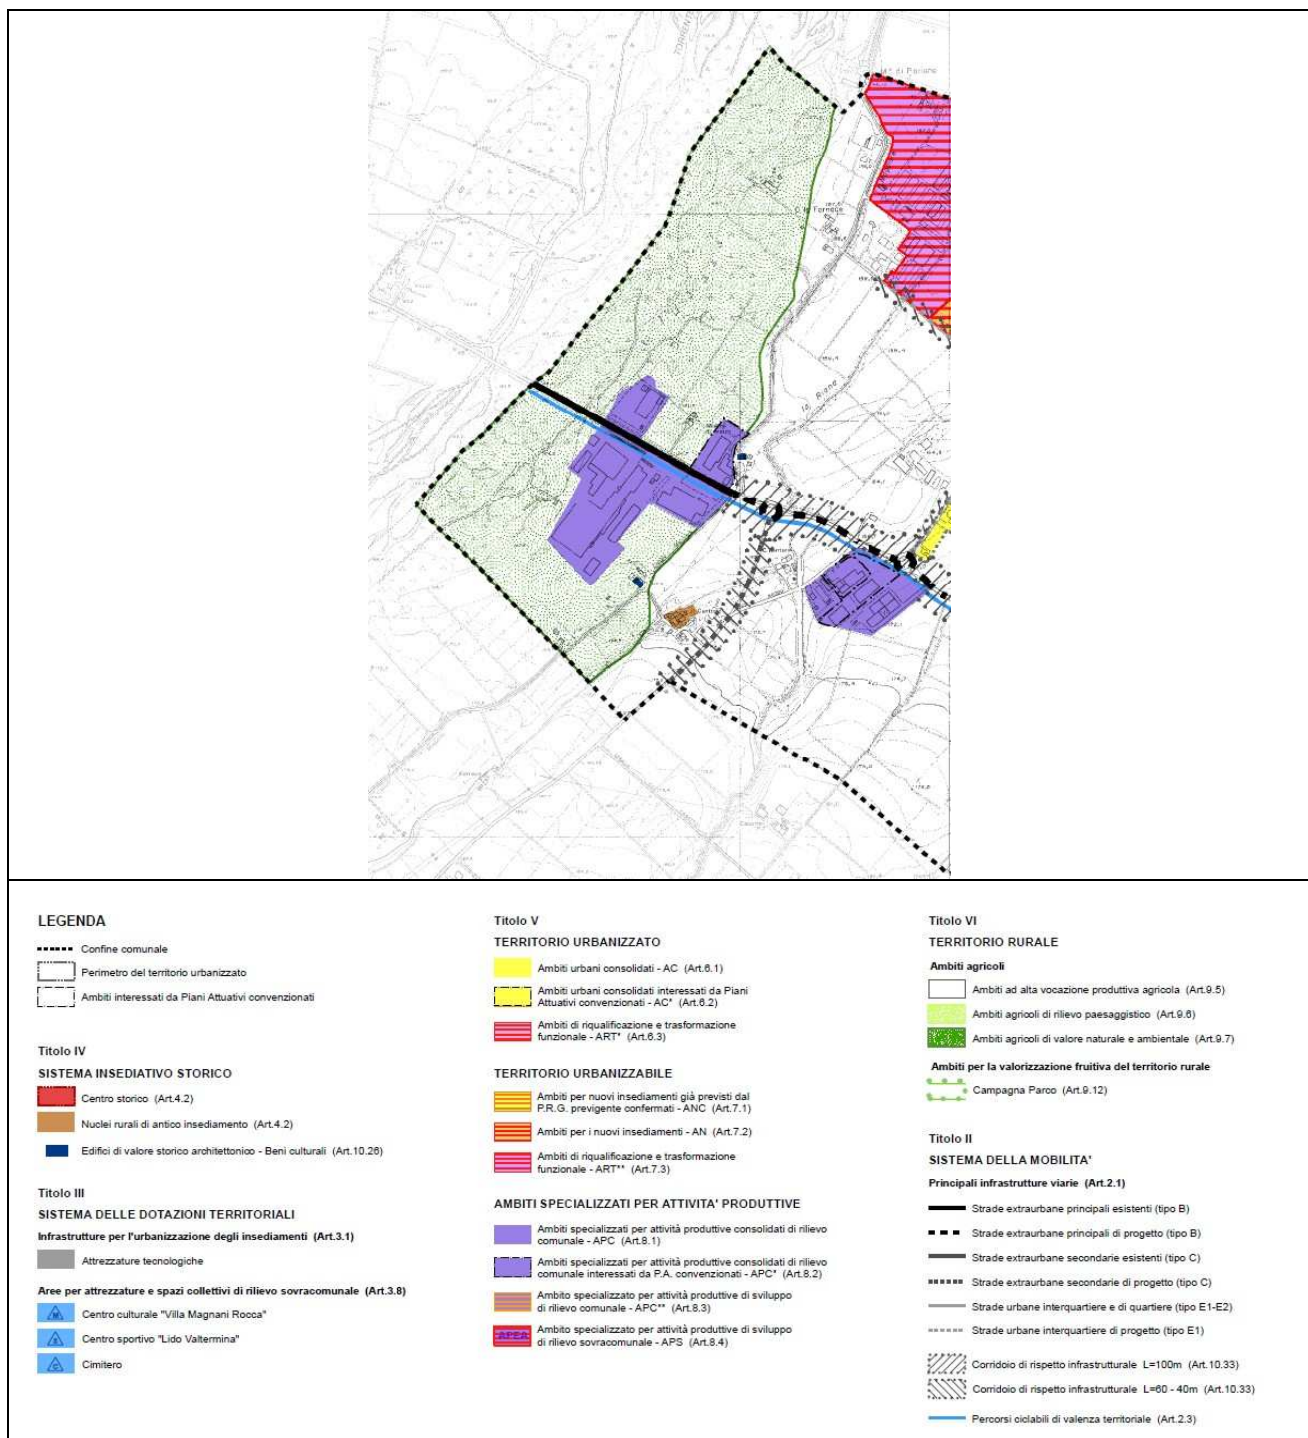 TORRENTE
C. la Fornace
LEGENDA
Confine comunale
Perimetro del territorio urbanizzato
Ambiti interessati da Piani Attuativi convenzionati
Titolo IV
SISTEMA INSEDIATIVO STORICO
Centro storico (Art.4.2)
Nuclei rurali di antico insediamento (Art.4.2)
Edifici di valore storico architettonico - Beni culturali (Art.10.26)
Titolo III
SISTEMA DELLE DOTAZIONI TERRITORIALI
Infrastrutture per l'urbanizzazione degli insediamenti (Art.3.1)
Attrezzature tecnologiche
Aree per attrezzature e spazi collettivi di rilievo sovracomunale (Art.3.8)
Centro culturale "Villa Magnani Rocca"
Centro sportivo "Lido Valtermina"
Cimitero
Titolo V
TERRITORIO URBANIZZATO
Ambiti urbani consolidati - AC (Art.6.1)
Ambiti urbani consolidati interessati da Piani
Attuativi convenzionati - AC* (Art.6.2)
Ambiti di riqualificazione e trasformazione
funzionale - ART* (Art.6.3)
TERRITORIO URBANIZZABILE
Ambiti per nuovi insediamenti già previsti dal
P.R.G. previgente confermati - ANC (Art.7.1)
Ambiti per i nuovi insediamenti - AN (Art.7.2)
Ambiti di riqualificazione e trasformazione
funzionale - ART** (Art.7.3)
AMBITI SPECIALIZZATI PER ATTIVITA' PRODUTTIVE
Ambiti specializzati per attività produttive consolidati di rilievo
comunale - APC (Art.8.1)
Ambiti specializzati per attività produttive consolidati di rilievo
comunale interessati da P.A. convenzionati - APC* (Art.8.2)
Ambito specializzato per attività produttive di sviluppo
di rilievo comunale - APC** (Art.8.3)
Ambito specializzato per attività produttive di sviluppo
di rilievo sovracomunale - APS (Art.8.4)
Titolo VI
TERRITORIO RURALE
Ambiti agricoli
Ambiti ad alta vocazione produttiva agricola (Art.9.5)
Ambiti agricoli di rilievo paesaggistico (Art.9.6)
Ambiti agricoli di valore naturale e ambientale (Art.9.7)
Ambiti per la valorizzazione fruitiva del territorio rurale
Campagna Parco (Art.9.12)
Titolo II
SISTEMA DELLA MOBILITA'
Principali infrastrutture viarie (Art.2.1)
Strade extraurbane principali esistenti (tipo B)
Strade extraurbane principali di progetto (tipo B)
Strade extraurbane secondarie esistenti (tipo C)
Strade extraurbane secondarie di progetto (tipo C)
Strade urbane interquartiere e di quartiere (tipo E1-E2)
Strade urbane interquartiere di progetto (tipo E1)
Corridoio di rispetto infrastrutturale L=100m (Art.10.33)
Corridoio di rispetto infrastrutturale L=60 - 40m (Art.10.33)
Percorsi ciclabili di valenza territoriale (Art.2.3)